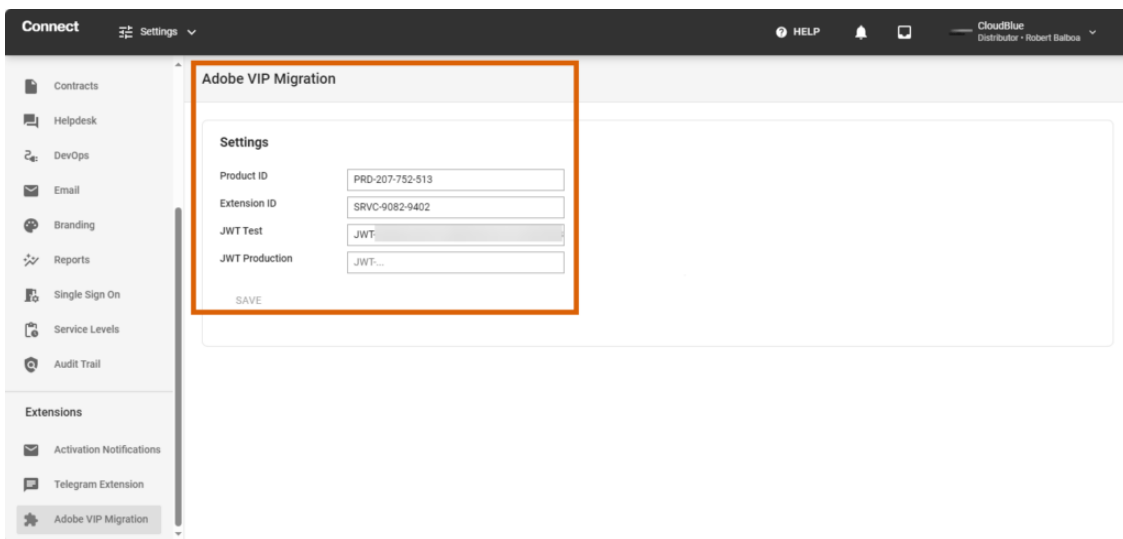 Connect
Settings
HELP
CloudBlue
Distributor • Robert Balboa
Contracts
Helpdesk
DevOps
Email
Branding
Reports
Single Sign On
Service Levels
Audit Trail
Extensions
Activation Notifications
Telegram Extension
Adobe VIP Migration
Adobe VIP Migration
Settings
Product ID PRD-207-752-513
Extension ID SRVC-9082-9402
JWT Test JWT-
JWT Production JWT-...
SAVE